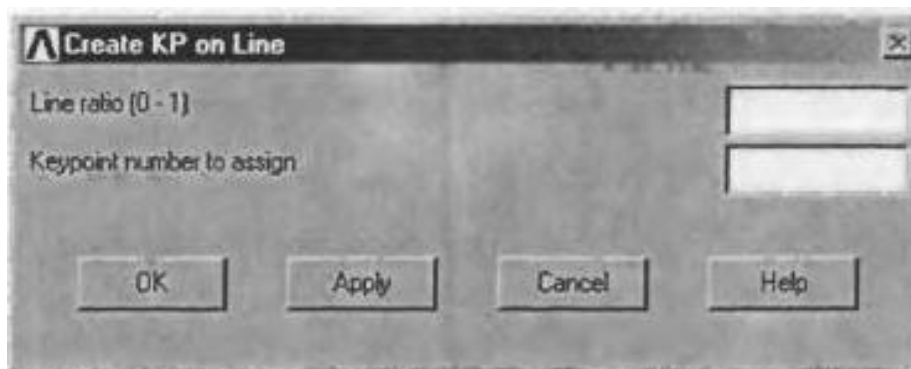 Create KP on Line
Line ratio (0 - 1)
Keypoint number to assign
OK Apply Cancel Help